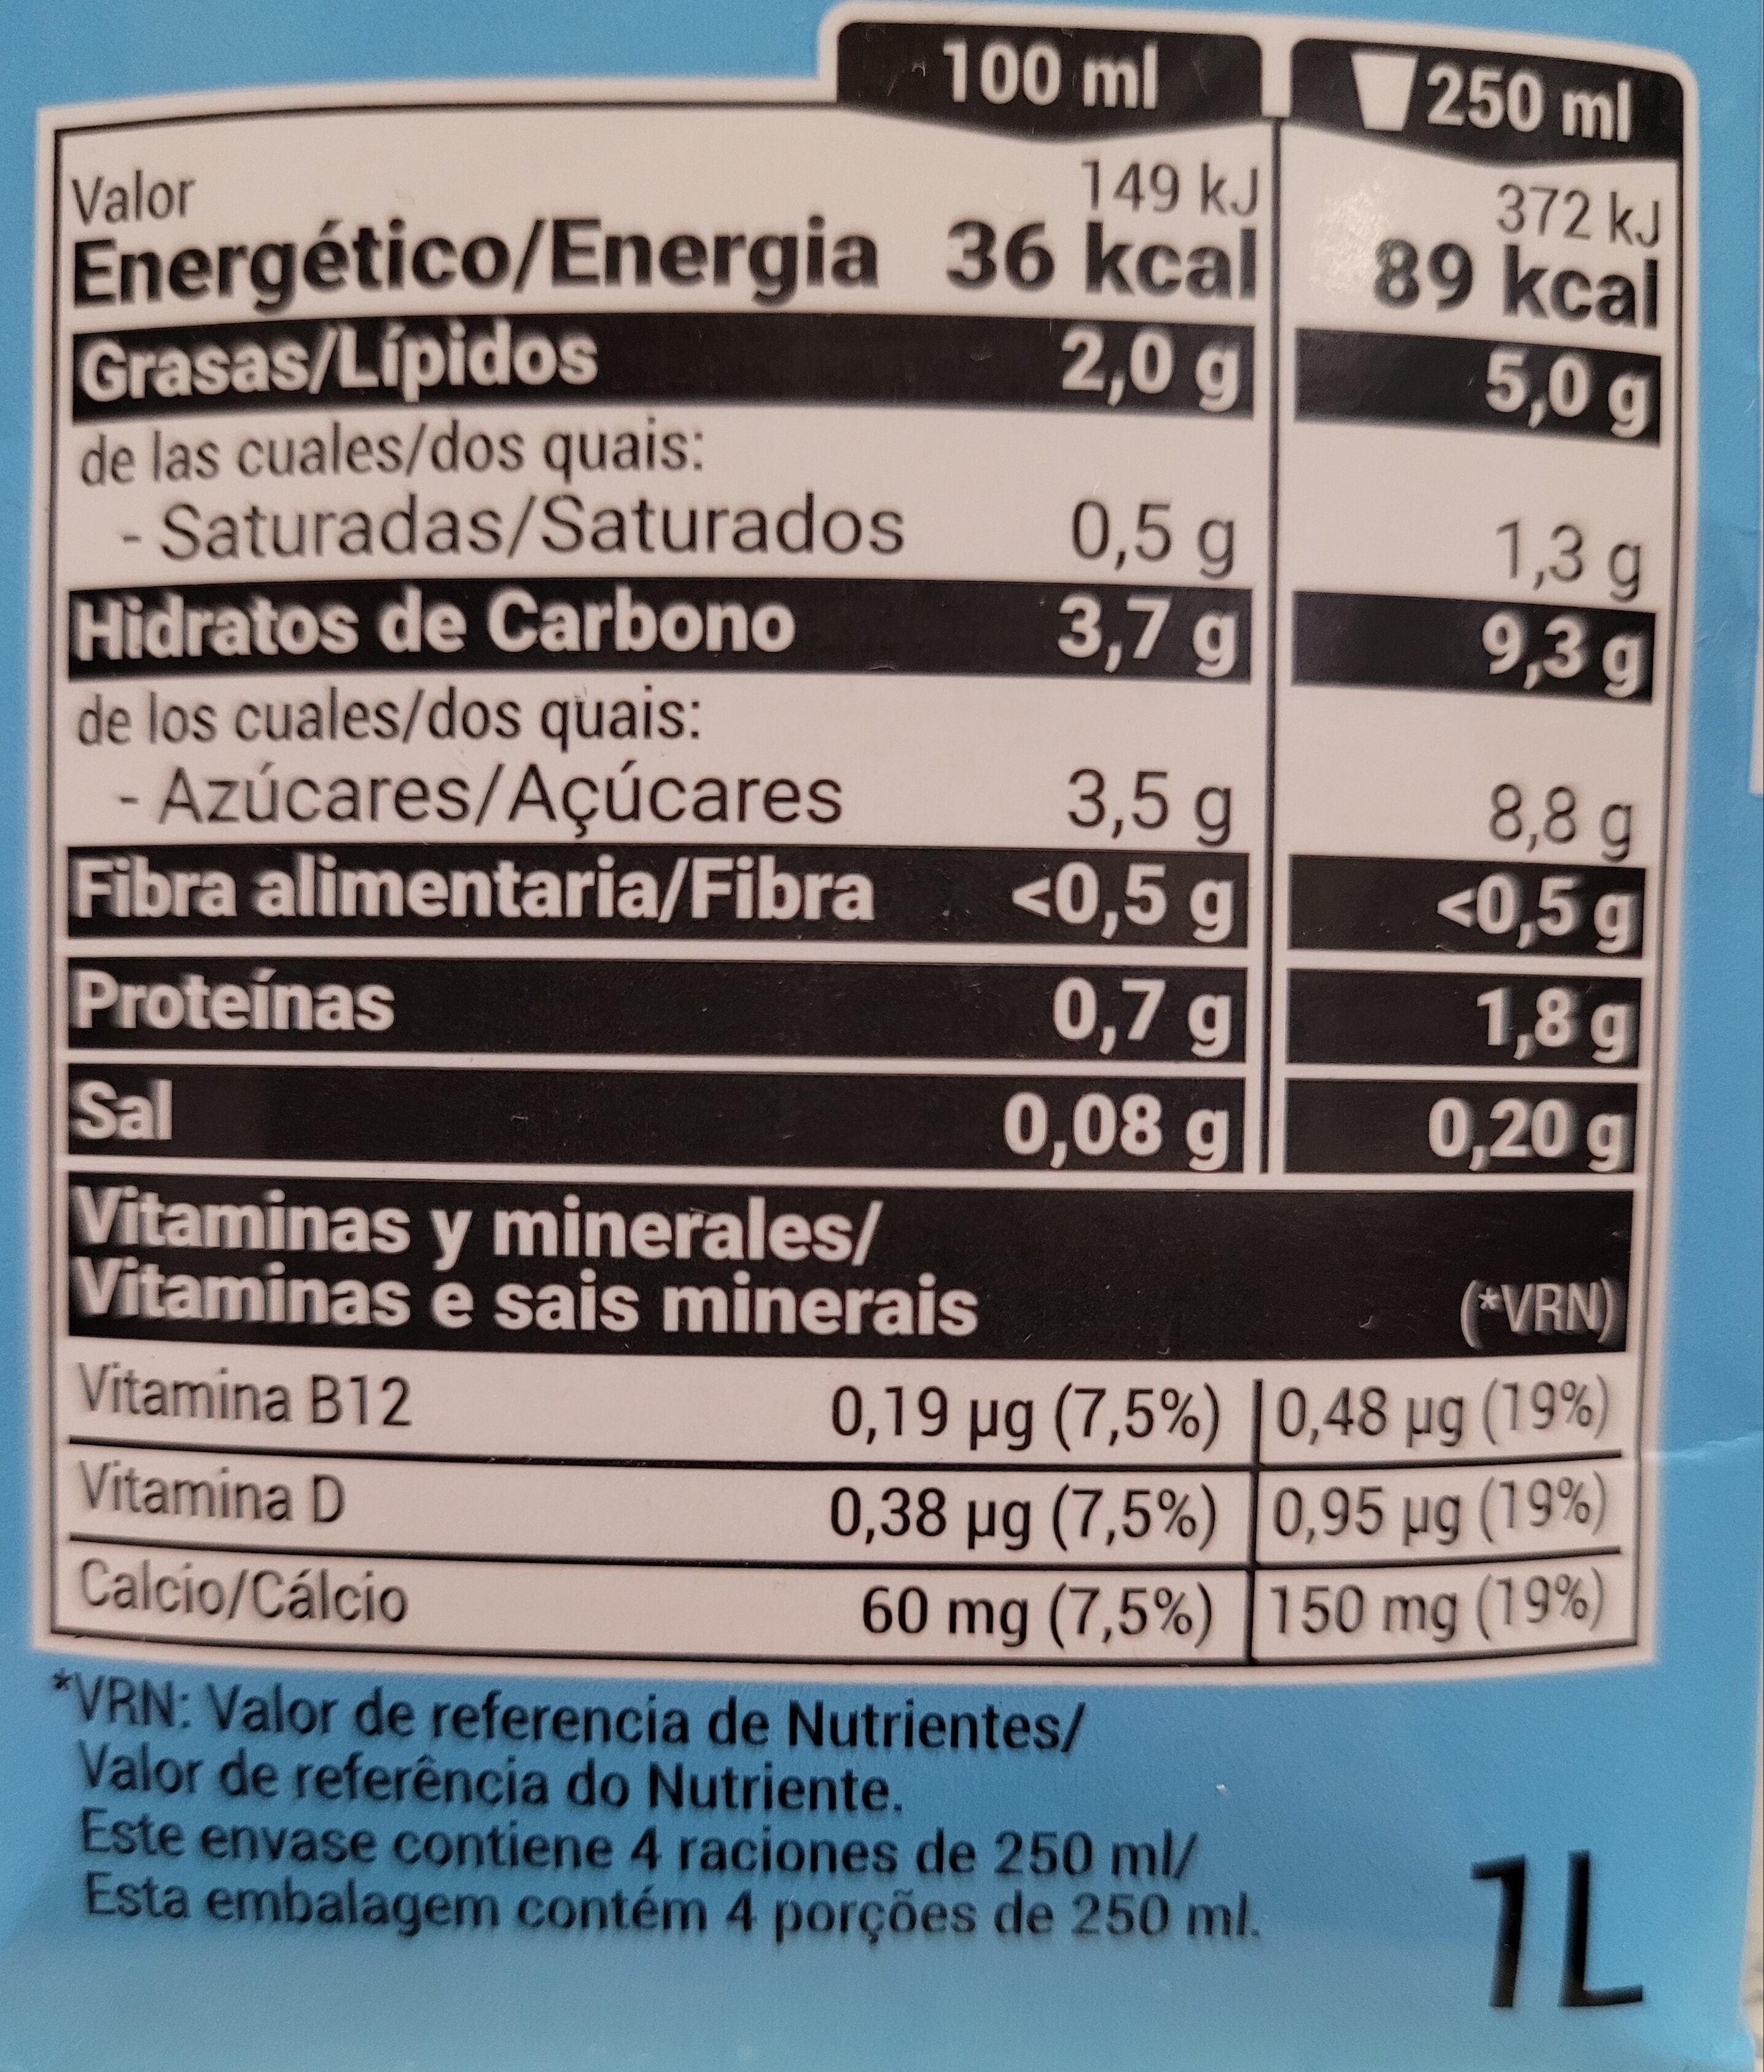 100 ml 250 ml
Valor 149 kJ 372 kJ
Energético/Energia 36 kcal 89 kcal
Grasas/Lípidos 2,0 g 5,0 g
de las cuales/dos quais:
- Saturadas/Saturados 0,5 g 1,3 g
Hidratos de Carbono 3,7 g 9,3 g
de los cuales/dos quais:
- Azúcares/Açúcares 3,5 g 8,8 g
Fibra alimentaria/Fibra <0,5 g <0,5 g
Proteínas 0,7 g 1,8 g
Sal 0,08 g 0,20 g
Vitaminas y minerales/
Vitaminas e sais minerais (*VRN)
Vitamina B12 0,19 µg (7,5%) 0,48 µg (19%)
Vitamina D 0,38 µg (7,5%) 0,95 µg (19%)
Calcio/Cálcio 60 mg (7,5%) 150 mg (19%)
*VRN: Valor de referencia de Nutrientes/
Valor de referência do Nutriente.
Este envase contiene 4 raciones de 250 ml/
Esta embalagem contém 4 porções de 250 ml.
1L